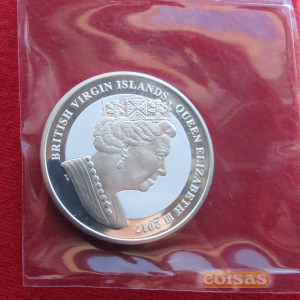 BRITISH VIRGIN ISLANDS
QUEEN ELIZABETH II 2017
coisas